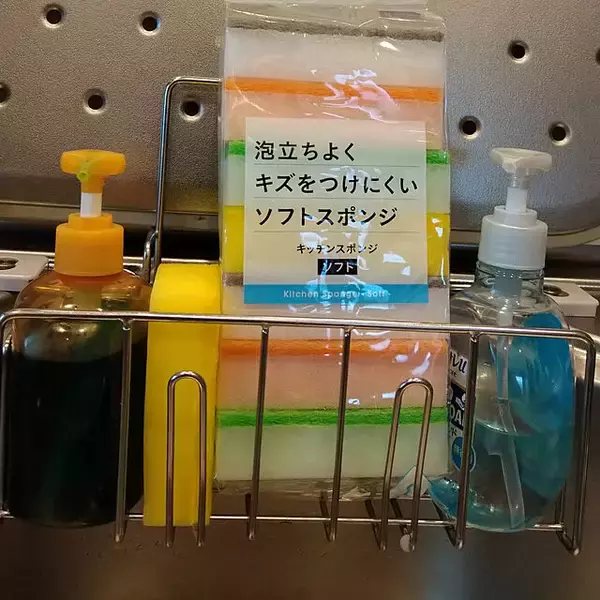 泡立ちよく
キズをつけにくい
ソフトスポンジ
キッチンスポンジ
ソフト
Kitchen Sponge -Soft-